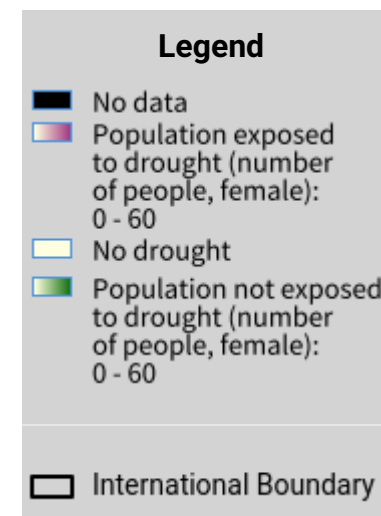 Legend
No data
Population exposed
to drought (number
of people, female):
0 - 60
No drought
Population not exposed
to drought (number
of people, female):
0 - 60
International Boundary